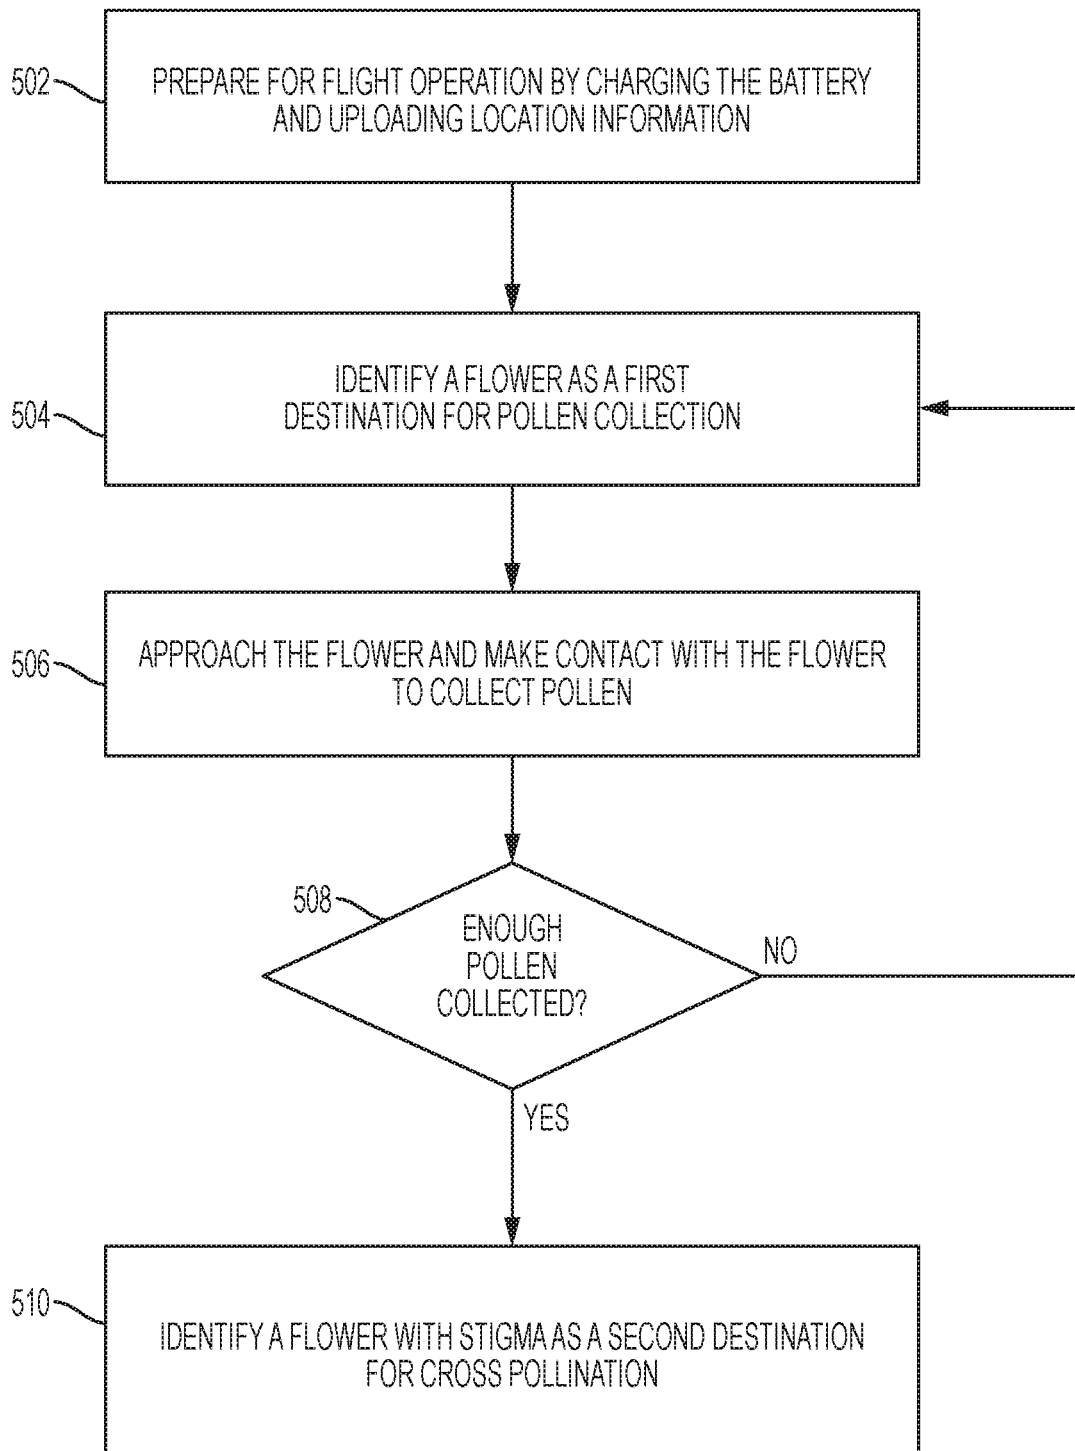 502
PREPARE FOR FLIGHT OPERATION BY CHARGING THE BATTERY
AND UPLOADING LOCATION INFORMATION
504
IDENTIFY A FLOWER AS A FIRST
DESTINATION FOR POLLEN COLLECTION
506
APPROACH THE FLOWER AND MAKE CONTACT WITH THE FLOWER
TO COLLECT POLLEN
508
ENOUGH
POLLEN
COLLECTED?
NO
YES
510
IDENTIFY A FLOWER WITH STIGMA AS A SECOND DESTINATION
FOR CROSS POLLINATION